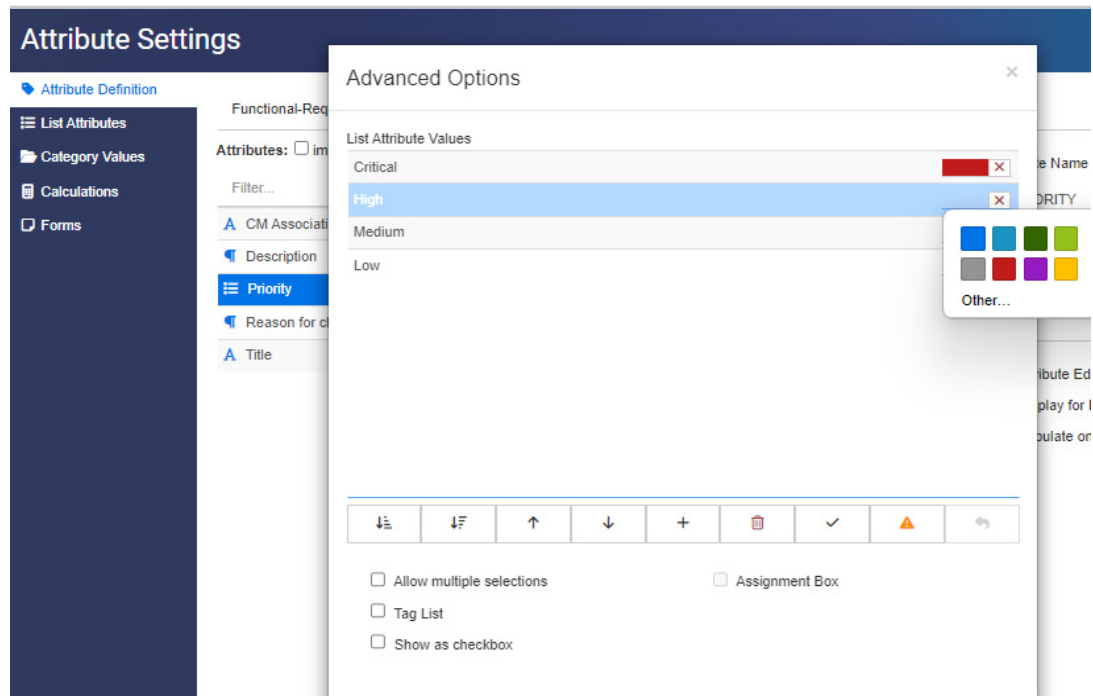 Attribute Settings
Attribute Definition
List Attributes
Category Values
Calculations
Forms
Functional-Req
Attributes:
Filter...
CM Associati
Description
Priority
Reason for
Title
Advanced Options
List Attribute Values
Critical
High
Medium
Low
Other...
Allow multiple selections
Assignment Box
Tag List
Show as checkbox
Name
ORITY
ibute Ed
play for
pulate on